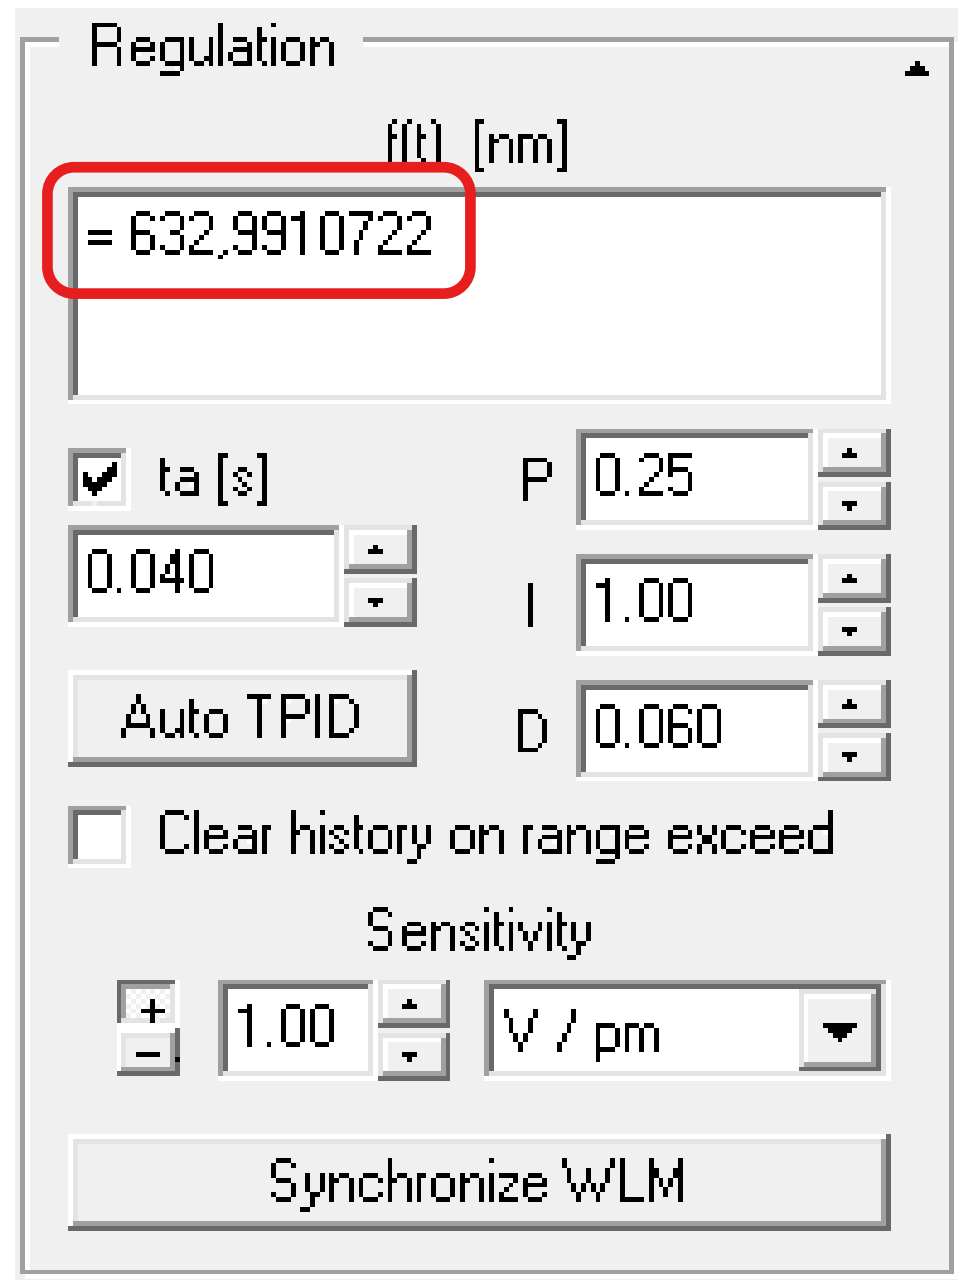 Regulation
f(t) [nm]
= 632,9910722
ta [s]
P 0.25
0.040
I 1.00
Auto TPID
D 0.060
Clear history on range exceed
Sensitivity
+
-
1.00
V / pm
Synchronize WLM